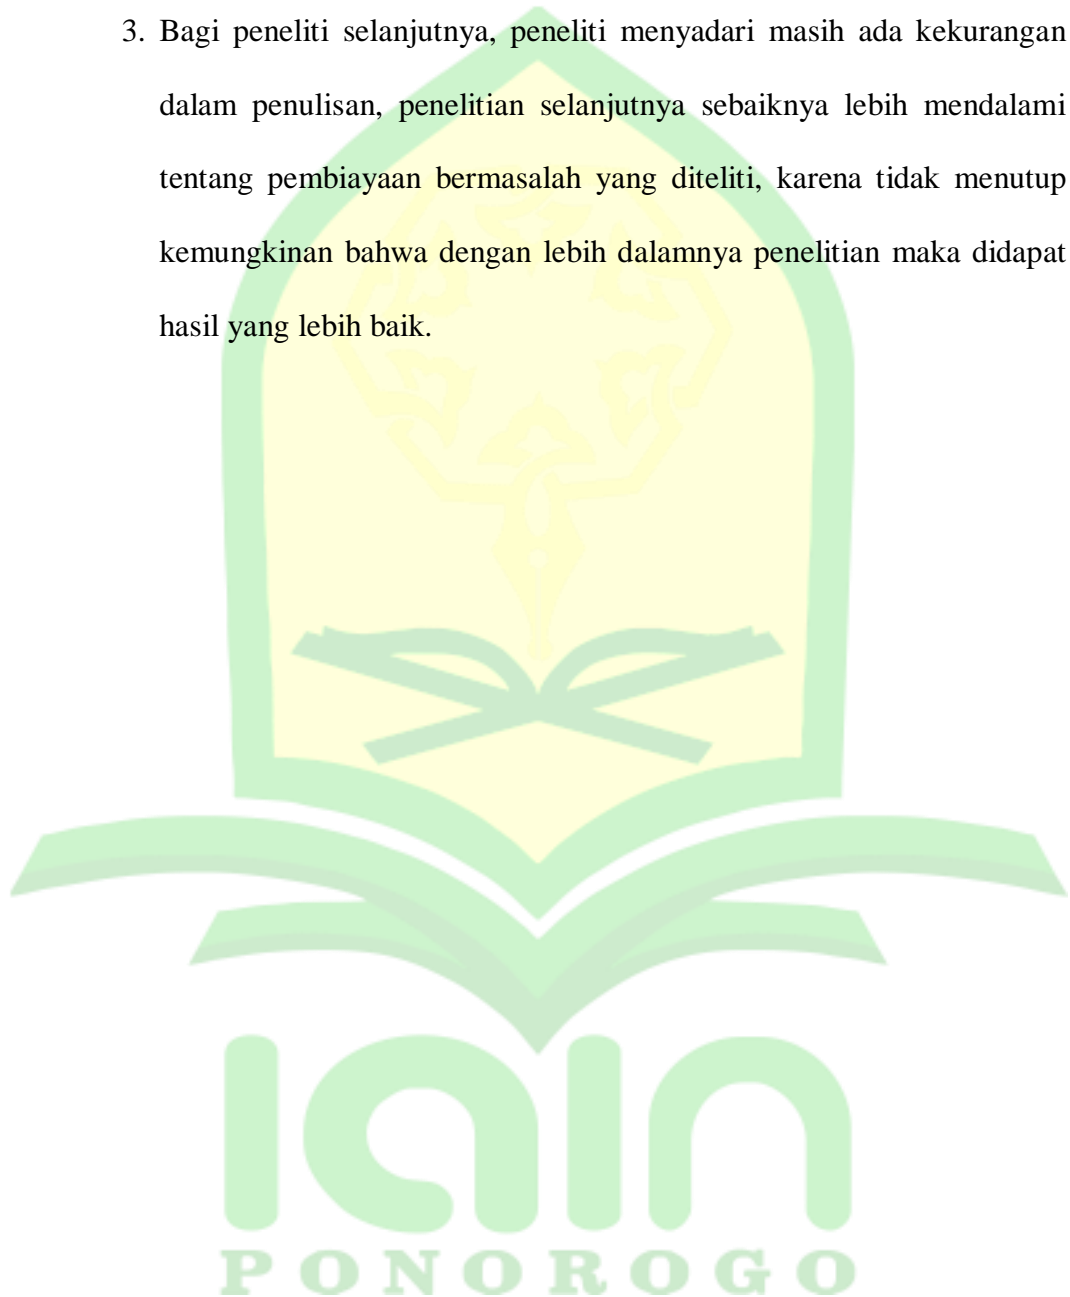 3. Bagi peneliti selanjutnya, peneliti menyadari masih ada kekurangan
dalam penulisan, penelitian selanjutnya sebaiknya lebih mendalami
tentang pembiayaan bermasalah yang diteliti, karena tidak menutup
kemungkinan bahwa dengan lebih dalamnya penelitian maka didapat
hasil yang lebih baik.
IAIN
PONOROGO